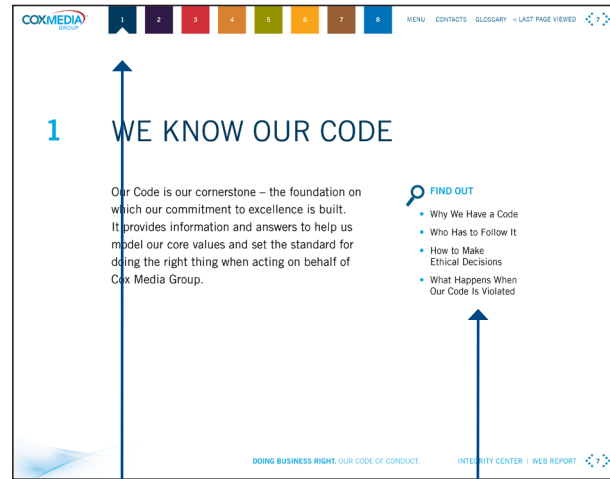 COXMEDIA
GROUP
1 2 3 4 5 6 7 8 MENU CONTACTS GLOSSARY < LAST PAGE VIEWED 7
1 WE KNOW OUR CODE
Our Code is our cornerstone – the foundation on
which our commitment to excellence is built.
It provides information and answers to help us
model our core values and set the standard for
doing the right thing when acting on behalf of
Cox Media Group.
FIND OUT
• Why We Have a Code
• Who Has to Follow It
• How to Make
Ethical Decisions
• What Happens When
Our Code Is Violated
DOING BUSINESS RIGHT. OUR CODE OF CONDUCT. INTEGRITY CENTER | WEB REPORT 7